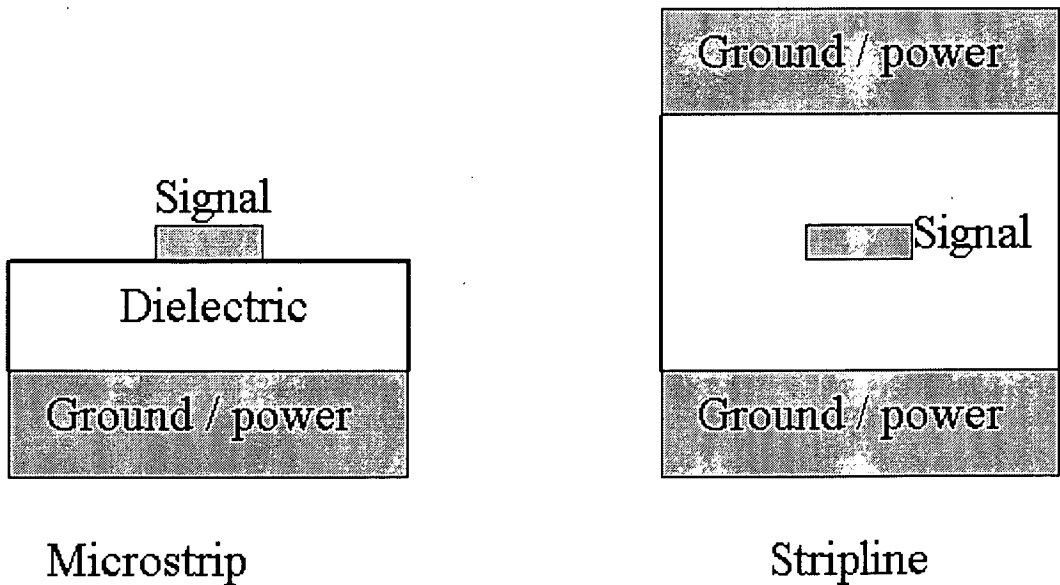 Signal
Dielectric
Ground / power
Microstrip
Ground / power
Signal
Ground / power
Stripline